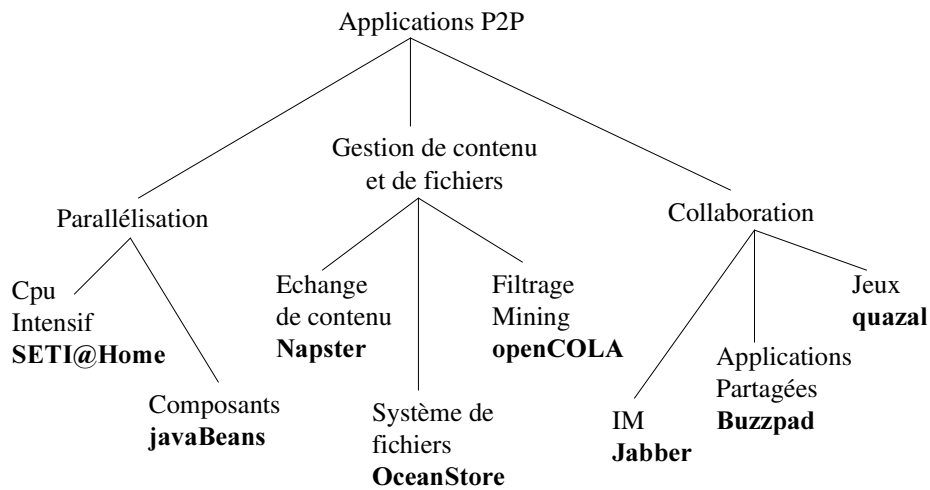 Applications P2P
Gestion de contenu
et de fichiers
Parallélisation
Collaboration
Cpu
Intensif
SETI@Home
Composants
javaBeans
Echange
de contenu
Napster
Système de
fichiers
OceanStore
Filtrage
Mining
openCOLA
IM
Jabber
Applications
Partagées
Buzzpad
Jeux
quazal